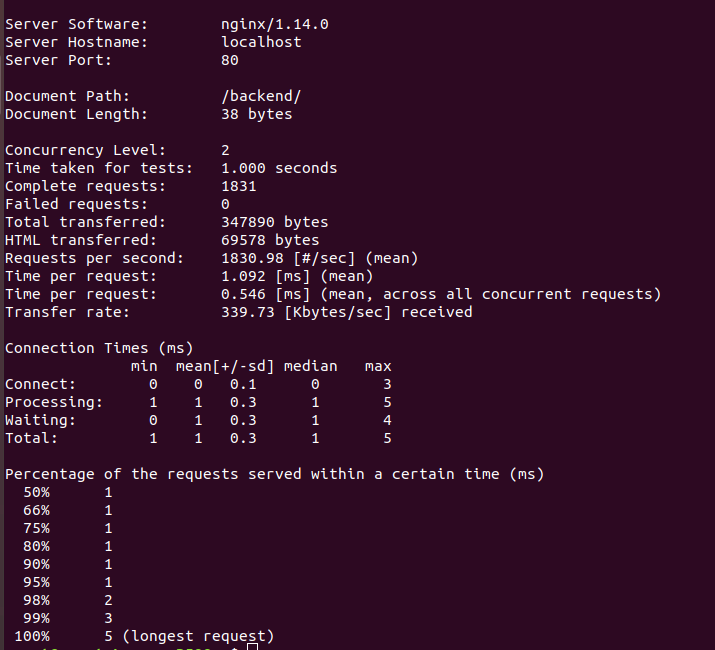 Server Software:        nginx/1.14.0
Server Hostname:        localhost
Server Port:            80
Document Path:          /backend/
Document Length:        38 bytes
Concurrency Level:      2
Time taken for tests:   1.000 seconds
Complete requests:      1831
Failed requests:        0
Total transferred:      347890 bytes
HTML transferred:       69578 bytes
Requests per second:    1830.98 [#/sec] (mean)
Time per request:       1.092 [ms] (mean)
Time per request:       0.546 [ms] (mean, across all concurrent requests)
Transfer rate:          339.73 [Kbytes/sec] received
Connection Times (ms)
              min  mean[+/-sd] median   max
Connect:        0    0   0.1      0       3
Processing:     1    1   0.3      1       5
Waiting:        0    1   0.3      1       4
Total:          1    1   0.3      1       5
Percentage of the requests served within a certain time (ms)
  50%      1
  66%      1
  75%      1
  80%      1
  90%      1
  95%      1
  98%      2
  99%      3
 100%      5 (longest request)